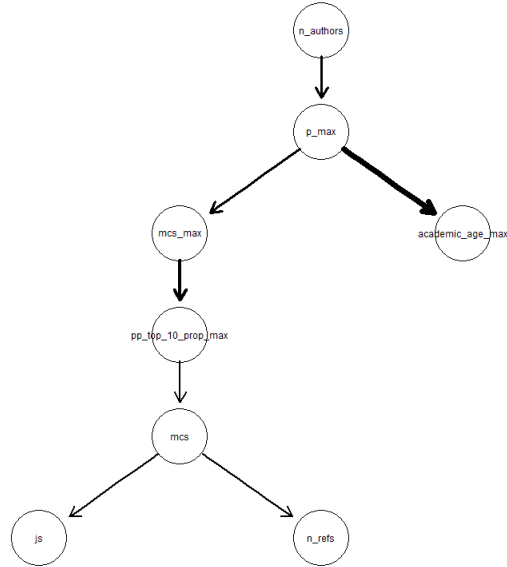 n_authors
p_max
mcs_max
academic_age_max
pp_top_10_prop_max
mcs
js
n_refs